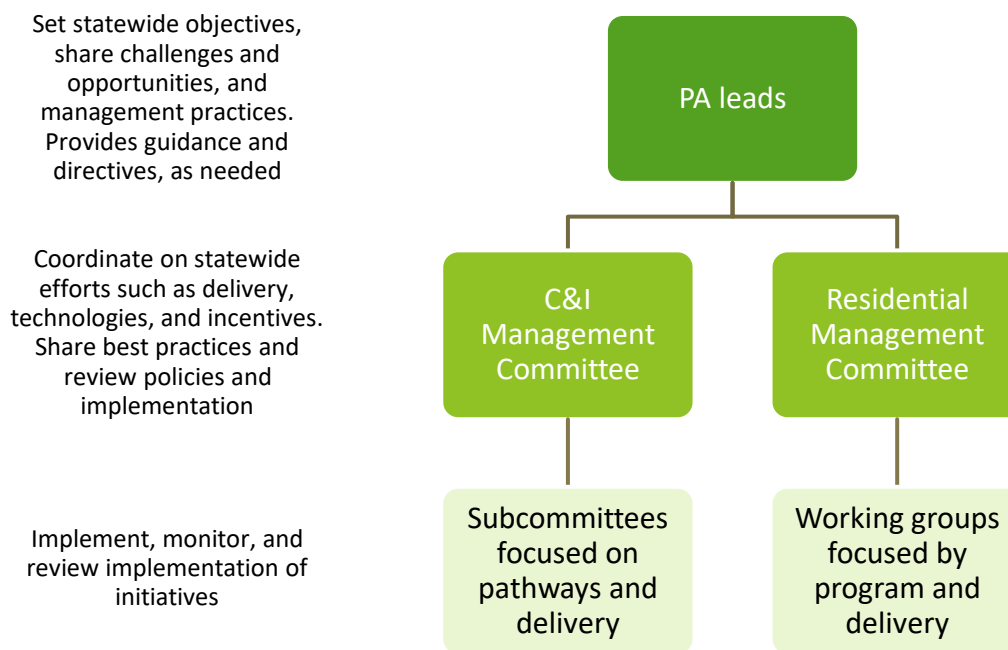 Set statewide objectives,
share challenges and
opportunities, and
management practices.
Provides guidance and
directives, as needed
PA leads
Coordinate on statewide
efforts such as delivery,
technologies, and incentives.
Share best practices and
review policies and
implementation
C&I
Management
Committee
Residential
Management
Committee
Implement, monitor, and
review implementation of
initiatives
Subcommittees
focused on
pathways and
delivery
Working groups
focused by
program and
delivery